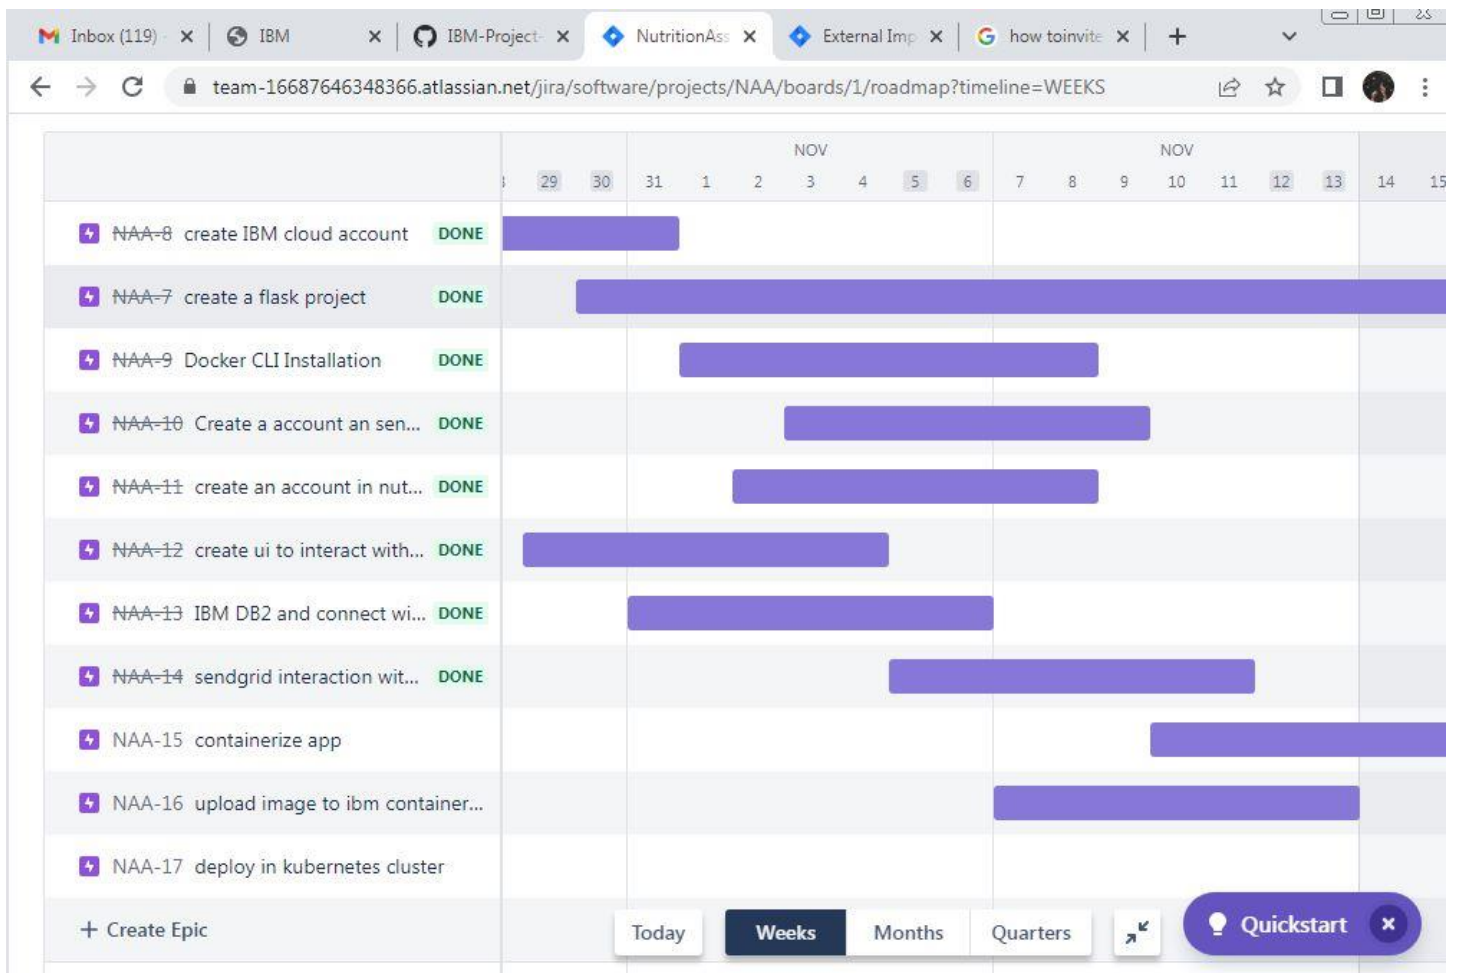 Inbox (119) IBM IBM-Project- NutritionAss External Imp how toinvite
team-16687646348366.atlassian.net/jira/software/projects/NAA/boards/1/roadmap?timeline=WEEKS
NOV NOV
29 30 31 1 2 3 4 5 6 7 8 9 10 11 12 13 14 15
NAA-8 create IBM cloud account DONE
NAA-7 create a flask project DONE
NAA-9 Docker CLI Installation DONE
NAA-10 Create a account an sen... DONE
NAA-11 create an account in nut... DONE
NAA-12 create ui to interact with... DONE
NAA-13 IBM DB2 and connect wi... DONE
NAA-14 sendgrid interaction wit... DONE
NAA-15 containerize app
NAA-16 upload image to ibm container...
NAA-17 deploy in kubernetes cluster
+ Create Epic Today Weeks Months Quarters Quickstart